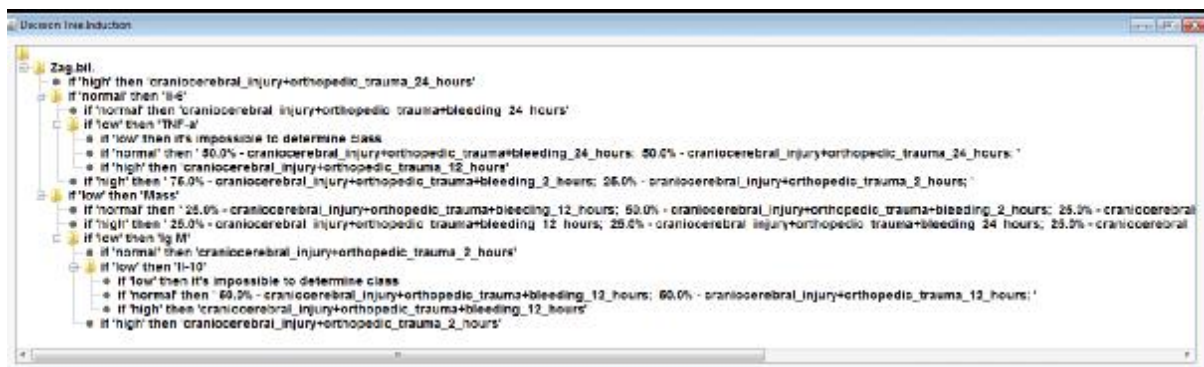 Decision Tree Induction
Zag.bil.
if 'high' then 'craniocerebral_injury+orthopedic_trauma_24_hours'
if 'normal' then 'Il-6'
if 'normal' then 'craniocerebral_injury+orthopedic_trauma+bleeding_24_hours'
if 'low' then 'TNF-a'
if 'low' then it's impossible to determine class
if 'normal' then ' 50.0% - craniocerebral_injury+orthopedic_trauma+bleeding_24_hours; 50.0% - craniocerebral_injury+orthopedic_trauma_24_hours; '
if 'high' then 'craniocerebral_injury+orthopedic_trauma_12_hours'
if 'high' then ' 75.0% - craniocerebral_injury+orthopedic_trauma+bleeding_2_hours; 25.0% - craniocerebral_injury+orthopedic_trauma_2_hours; '
if 'low' then 'Mass'
if 'normal' then ' 25.0% - craniocerebral_injury+orthopedic_trauma+bleeding_12_hours; 50.0% - craniocerebral_injury+orthopedic_trauma+bleeding_2_hours; 25.0% - craniocerebral
if 'high' then ' 25.0% - craniocerebral_injury+orthopedic_trauma+bleeding_12_hours; 25.0% - craniocerebral_injury+orthopedic_trauma+bleeding_24_hours; 25.0% - craniocerebral
if 'low' then 'Ig M'
if 'normal' then 'craniocerebral_injury+orthopedic_trauma_2_hours'
if 'low' then 'Il-10'
if 'low' then it's impossible to determine class
if 'normal' then ' 50.0% - craniocerebral_injury+orthopedic_trauma+bleeding_12_hours; 50.0% - craniocerebral_injury+orthopedic_trauma_12_hours; '
if 'high' then 'craniocerebral_injury+orthopedic_trauma+bleeding_12_hours'
if 'high' then 'craniocerebral_injury+orthopedic_trauma_2_hours'